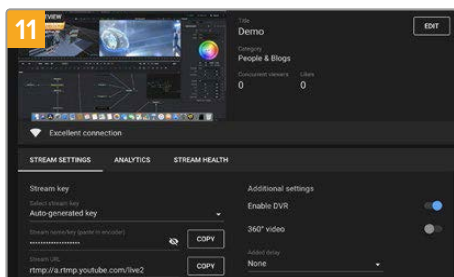 11
PREVIEW
Title
Demo
EDIT
Category
People & Blogs
Concurrent viewers Likes
0 0
Excellent connection
STREAM SETTINGS ANALYTICS STREAM HEALTH
Stream key
Additional settings
Select stream key
Auto-generated key
Enable DVR
Stream name/key (paste in encoder)
COPY
360° video
Stream URL
rtmp://a.rtmp.youtube.com/live2
COPY
Added delay
None